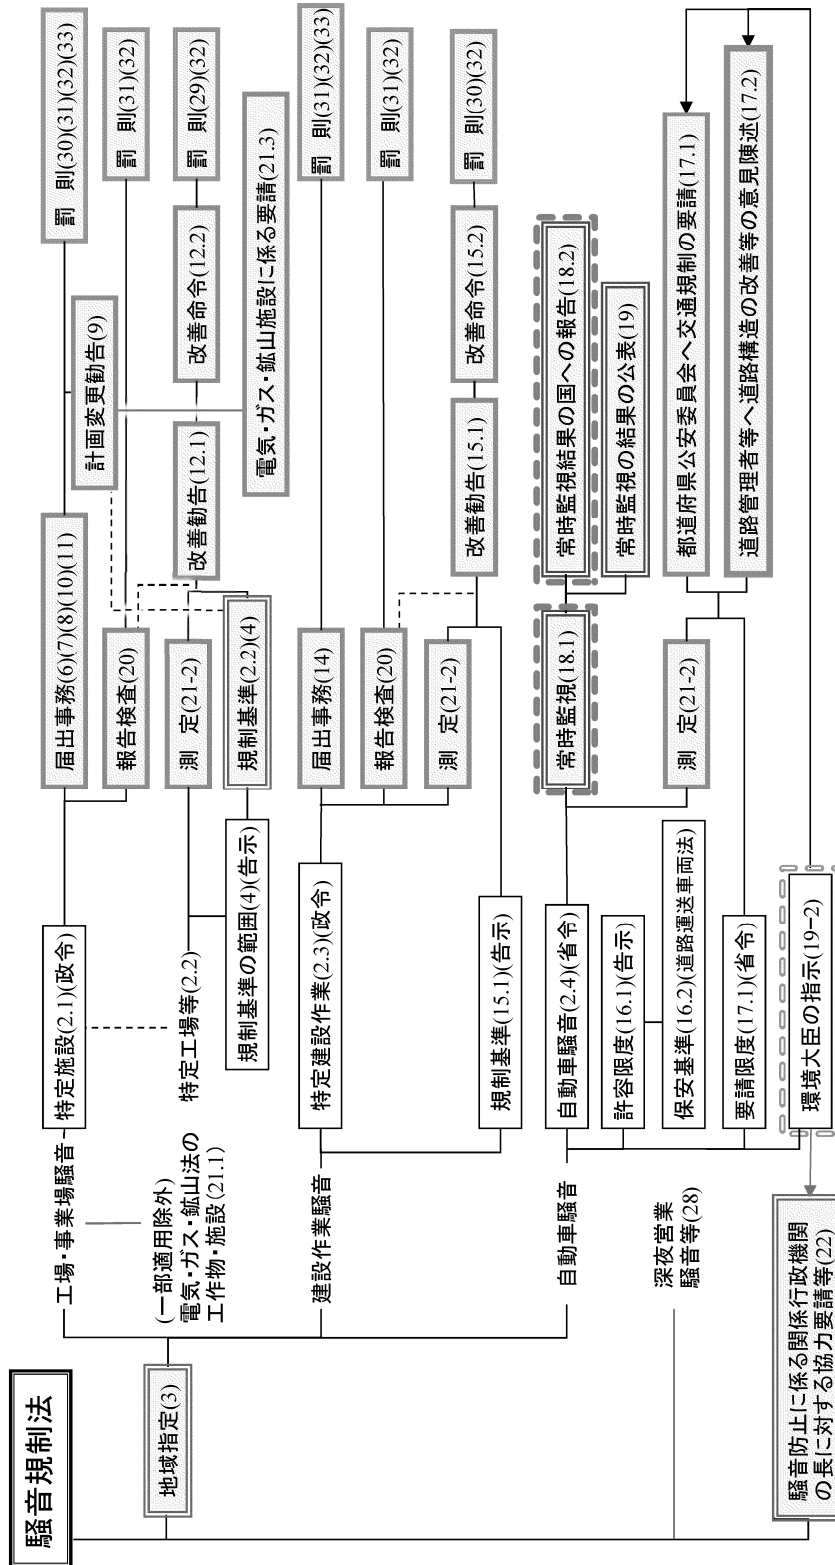 騒音規制法
地域指定(3)
工場・事業場騒音
(一部適用除外)
電気・ガス・鉱山法の
工作物・施設(21.1)
特定施設(2.1)(政令)
特定工場等(2.2)
規制基準の範囲(4)(告示)
届出事務(6)(7)(8)(10)(11)
報告検査(20)
測　定(21-2)
規制基準(2.2)(4)
計画変更勧告(9)
改善勧告(12.1)
改善命令(12.2)
電気・ガス・鉱山施設に係る要請(21.3)
罰　則(30)(31)(32)(33)
罰　則(31)(32)
罰　則(29)(32)
建設作業騒音
特定建設作業(2.3)(政令)
規制基準(15.1)(告示)
届出事務(14)
報告検査(20)
測　定(21-2)
改善勧告(15.1)
改善命令(15.2)
罰　則(31)(32)(33)
罰　則(31)(32)
罰　則(30)(32)
自動車騒音
自動車騒音(2.4)(省令)
許容限度(16.1)(告示)
保安基準(16.2)(道路運送車両法)
要請限度(17.1)(省令)
環境大臣の指示(19-2)
常時監視(18.1)
測　定(21-2)
常時監視結果の国への報告(18.2)
常時監視の結果の公表(19)
都道府県公安委員会へ交通規制の要請(17.1)
道路管理者等へ道路構造の改善等の意見陳述(17.2)
深夜営業
騒音等(28)
騒音防止に係る関係行政機関
の長に対する協力要請等(22)